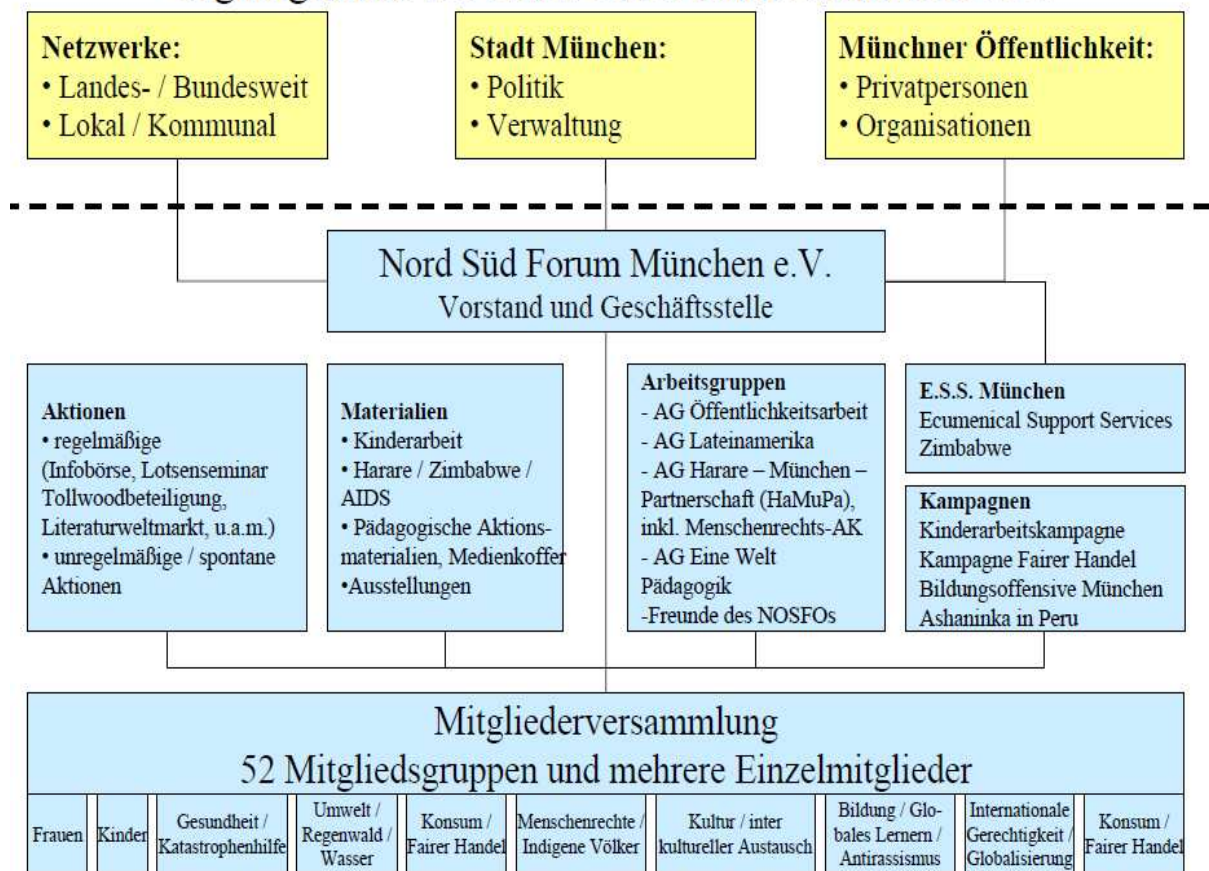 Netzwerke:
• Landes- / Bundesweit
• Lokal / Kommunal
Stadt München:
• Politik
• Verwaltung
Münchner Öffentlichkeit:
• Privatpersonen
• Organisationen
Nord Süd Forum München e.V.
Vorstand und Geschäftsstelle
Aktionen
• regelmäßige
(Infobörse, Lotsenseminar
Tollwoodbeteiligung,
Literaturweltmarkt, u.a.m.)
• unregelmäßige / spontane
Aktionen
Materialien
• Kinderarbeit
• Harare / Zimbabwe /
AIDS
• Pädagogische Aktions-
materialien, Medienkoffer
•Ausstellungen
Arbeitsgruppen
- AG Öffentlichkeitsarbeit
- AG Lateinamerika
- AG Harare – München –
Partnerschaft (HaMuPa),
inkl. Menschenrechts-AK
- AG Eine Welt
Pädagogik
-Freunde des NOSFOs
E.S.S. München
Ecumenical Support Services
Zimbabwe
Kampagnen
Kinderarbeitskampagne
Kampagne Fairer Handel
Bildungsoffensive München
Ashaninka in Peru
Mitgliederversammlung
52 Mitgliedsgruppen und mehrere Einzelmitglieder
Frauen
Kinder
Gesundheit /
Katastrophenhilfe
Umwelt /
Regenwald /
Wasser
Konsum /
Fairer Handel
Menschenrechte /
Indigene Völker
Kultur / inter
kultureller Austausch
Bildung / Glo-
bales Lernern /
Antirassismus
Internationale
Gerechtigkeit /
Globalisierung
Konsum /
Fairer Handel